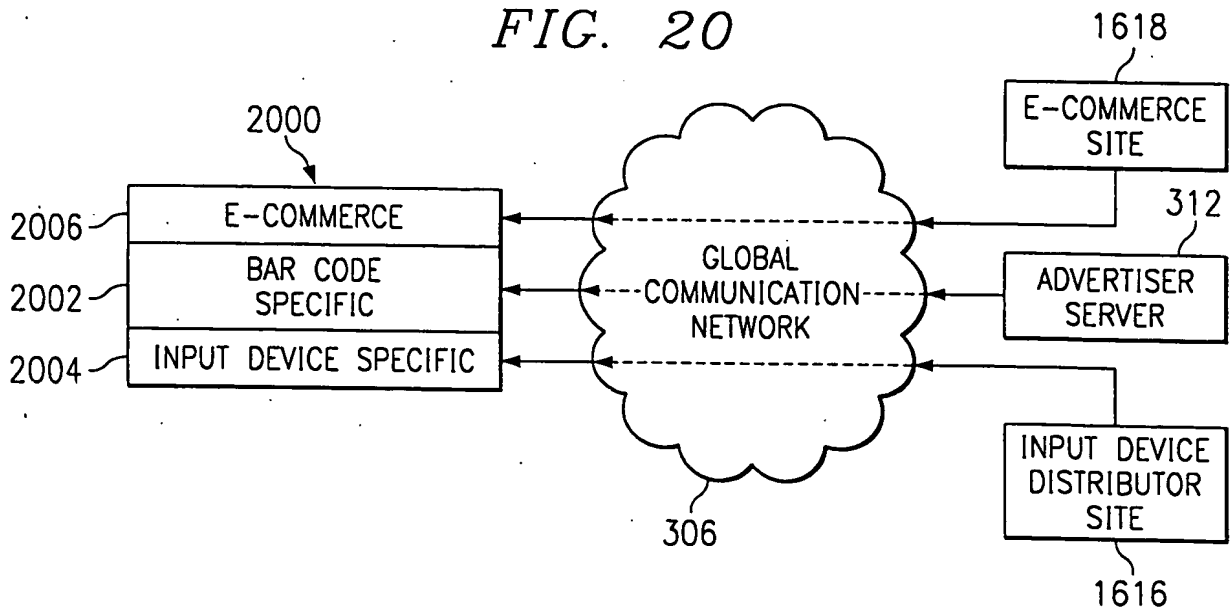 FIG. 20
1618
E-COMMERCE
SITE
2000
312
2006
E-COMMERCE
BAR CODE
SPECIFIC
2002
GLOBAL
COMMUNICATION
NETWORK
ADVERTISER
SERVER
2004
INPUT DEVICE SPECIFIC
INPUT DEVICE
DISTRIBUTOR
SITE
306
1616